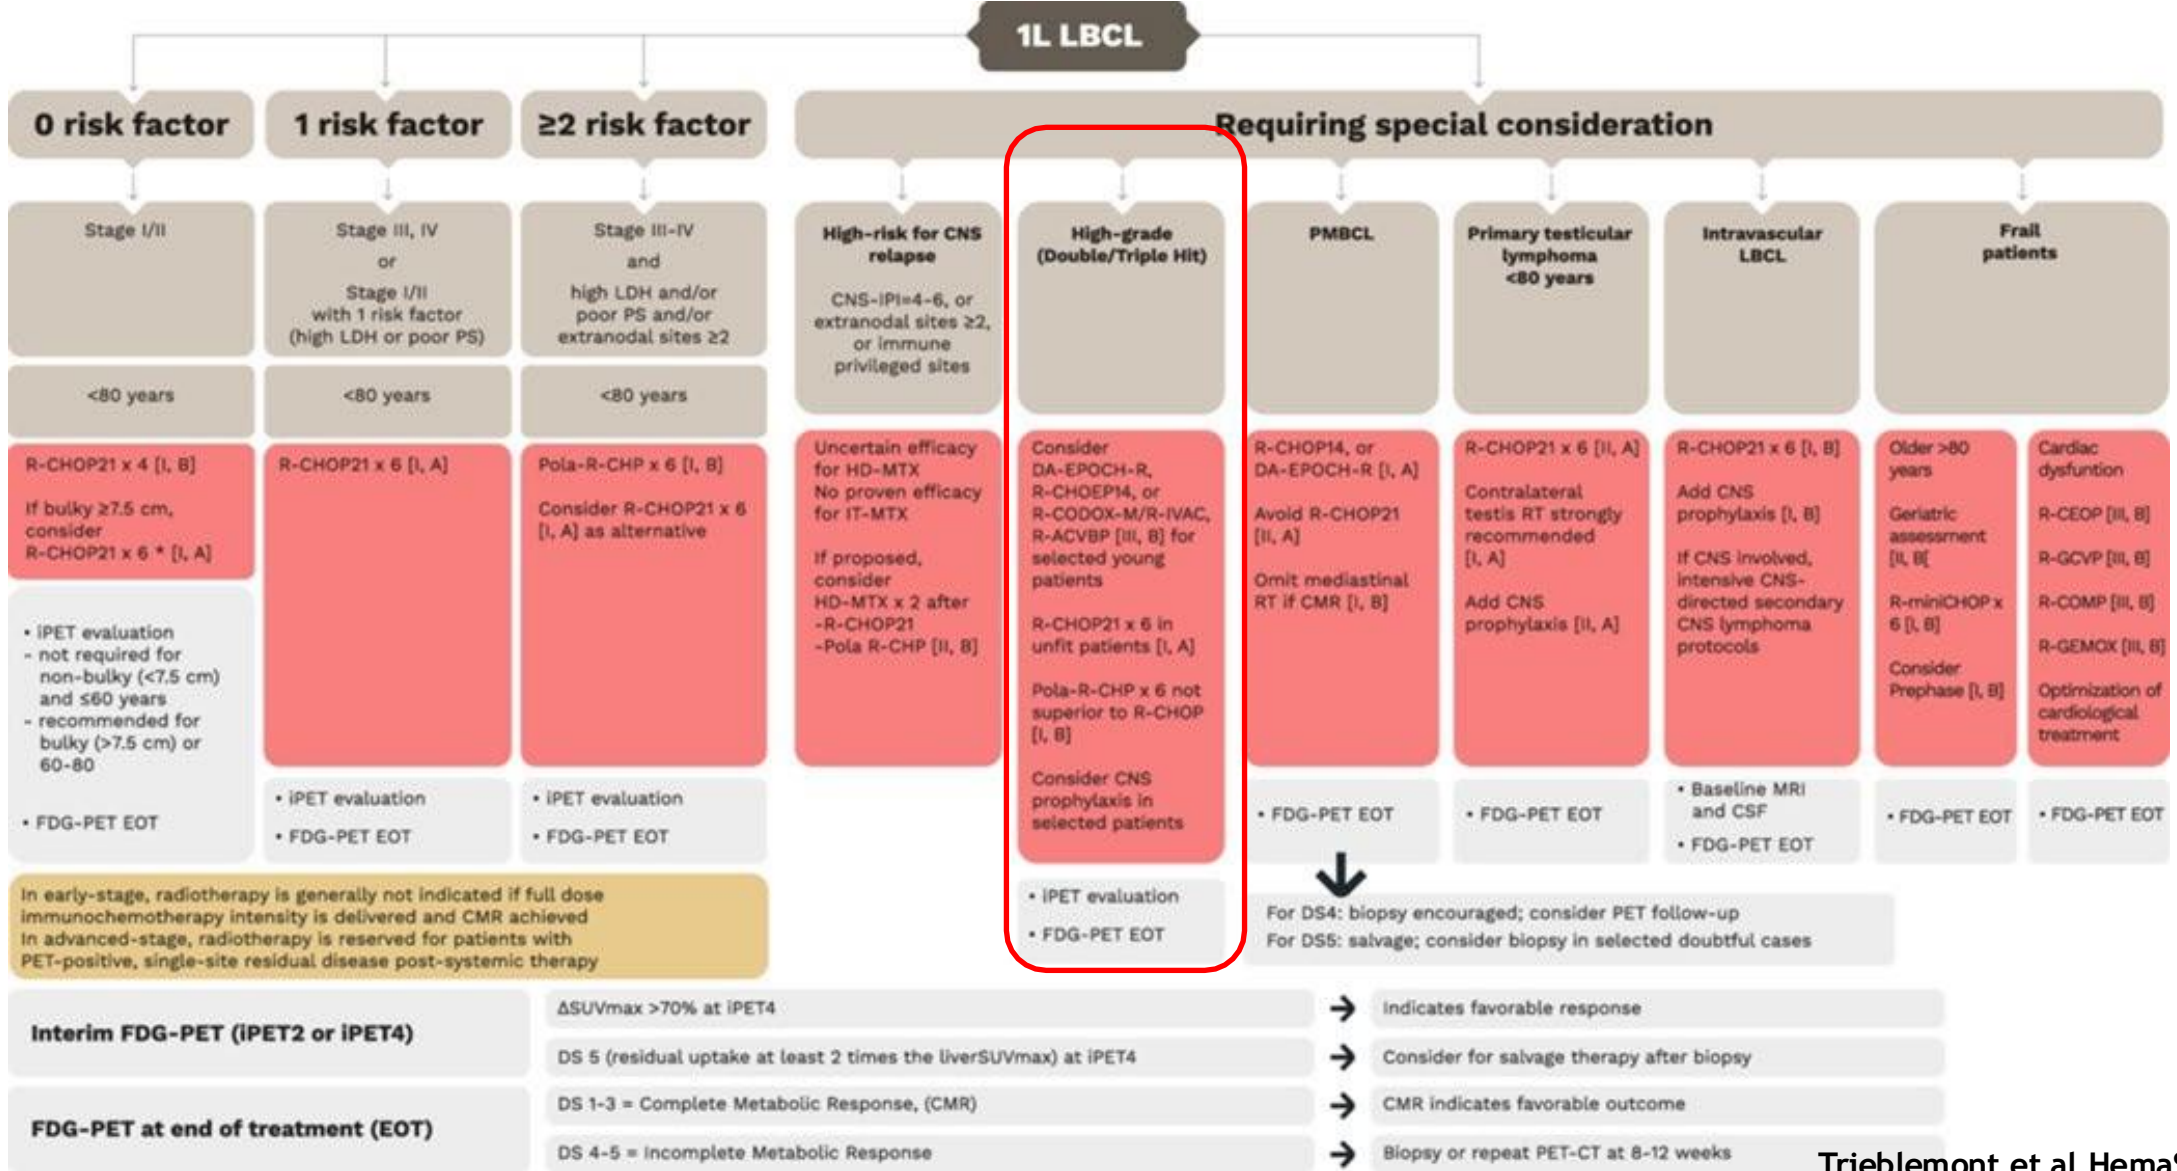 1L LBCL
0 risk factor
Stage I/II
<80 years
R-CHOP21 x 4 [I, B]
If bulky ≥7.5 cm,
consider
R-CHOP21 x 6 * [I, A]
• iPET evaluation
- not required for
non-bulky (<7.5 cm)
and ≤60 years
- recommended for
bulky (>7.5 cm) or
60-80
• FDG-PET EOT
1 risk factor
Stage III, IV
or
Stage I/II
with 1 risk factor
(high LDH or poor PS)
<80 years
R-CHOP21 x 6 [I, A]
• iPET evaluation
• FDG-PET EOT
≥2 risk factor
Stage III-IV
and
high LDH and/or
poor PS and/or
extranodal sites ≥2
<80 years
Pola-R-CHP x 6 [I, B]
Consider R-CHOP21 x 6
[I, A] as alternative
• iPET evaluation
• FDG-PET EOT
Requiring special consideration
High-risk for CNS
relapse
CNS-IPI=4-6, or
extranodal sites ≥2,
or immune
privileged sites
Uncertain efficacy
for HD-MTX
No proven efficacy
for IT-MTX
If proposed,
consider
HD-MTX x 2 after
-R-CHOP21
-Pola R-CHP [II, B]
High-grade
(Double/Triple Hit)
Consider
DA-EPOCH-R,
R-CHOEP14, or
R-CODOX-M/R-IVAC,
R-ACVBP [III, B] for
selected young
patients
R-CHOP21 x 6 in
unfit patients [I, A]
Pola-R-CHP x 6 not
superior to R-CHOP
[I, B]
Consider CNS
prophylaxis in
selected patients
• iPET evaluation
• FDG-PET EOT
PMBCL
R-CHOP14, or
DA-EPOCH-R [I, A]
Avoid R-CHOP21
[II, A]
Omit mediastinal
RT if CMR [I, B]
• FDG-PET EOT
Primary testicular
lymphoma
<80 years
R-CHOP21 x 6 [II, A]
Contralateral
testis RT strongly
recommended
[I, A]
Add CNS
prophylaxis [II, A]
• FDG-PET EOT
Intravascular
LBCL
R-CHOP21 x 6 [I, B]
Add CNS
prophylaxis [I, B]
If CNS involved,
intensive CNS-
directed secondary
CNS lymphoma
protocols
• Baseline MRI
and CSF
• FDG-PET EOT
Frail
patients
Older >80
years
Geriatric
assessment
[II, B[
R-miniCHOP x
6 [I, B]
Consider
Prephase [I, B]
• FDG-PET EOT
Cardiac
dysfuntion
R-CEOP [III, B]
R-GCVP [III, B]
R-COMP [III, B]
R-GEMOX [III, B]
Optimization of
cardiological
treatment
• FDG-PET EOT
For DS4: biopsy encouraged; consider PET follow-up
For DS5: salvage; consider biopsy in selected doubtful cases
In early-stage, radiotherapy is generally not indicated if full dose
immunochemotherapy intensity is delivered and CMR achieved
In advanced-stage, radiotherapy is reserved for patients with
PET-positive, single-site residual disease post-systemic therapy
Interim FDG-PET (iPET2 or iPET4)
ΔSUVmax >70% at iPET4 → Indicates favorable response
DS 5 (residual uptake at least 2 times the liverSUVmax) at iPET4 → Consider for salvage therapy after biopsy
FDG-PET at end of treatment (EOT)
DS 1-3 = Complete Metabolic Response, (CMR) → CMR indicates favorable outcome
DS 4-5 = Incomplete Metabolic Response → Biopsy or repeat PET-CT at 8-12 weeks
Trieblemont et al